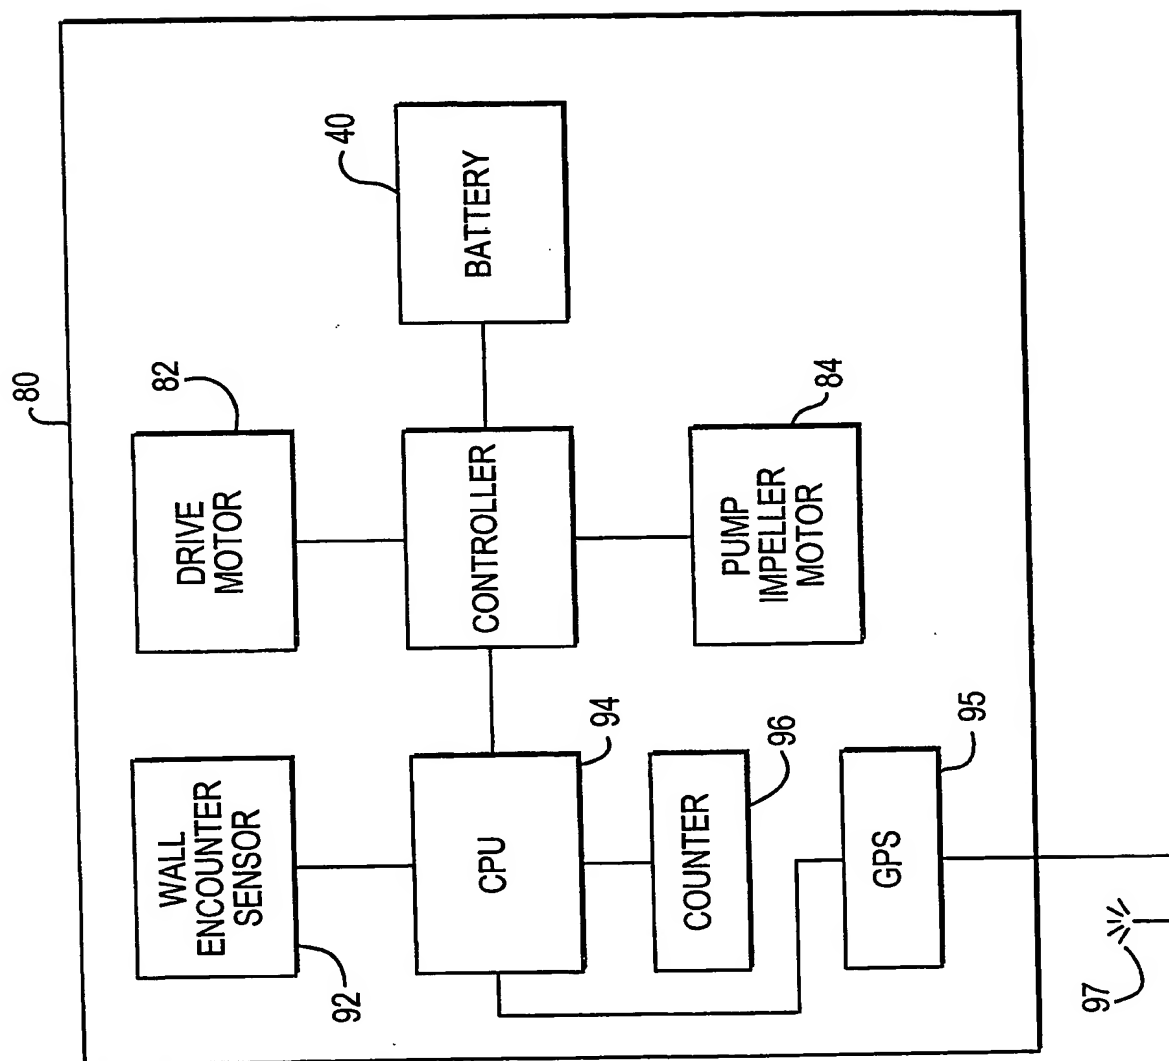 80
92
WALL
ENCOUNTER
SENSOR
DRIVE
MOTOR
82
CPU
94
CONTROLLER
BATTERY
40
COUNTER
96
PUMP
IMPELLER
MOTOR
84
GPS
95
97